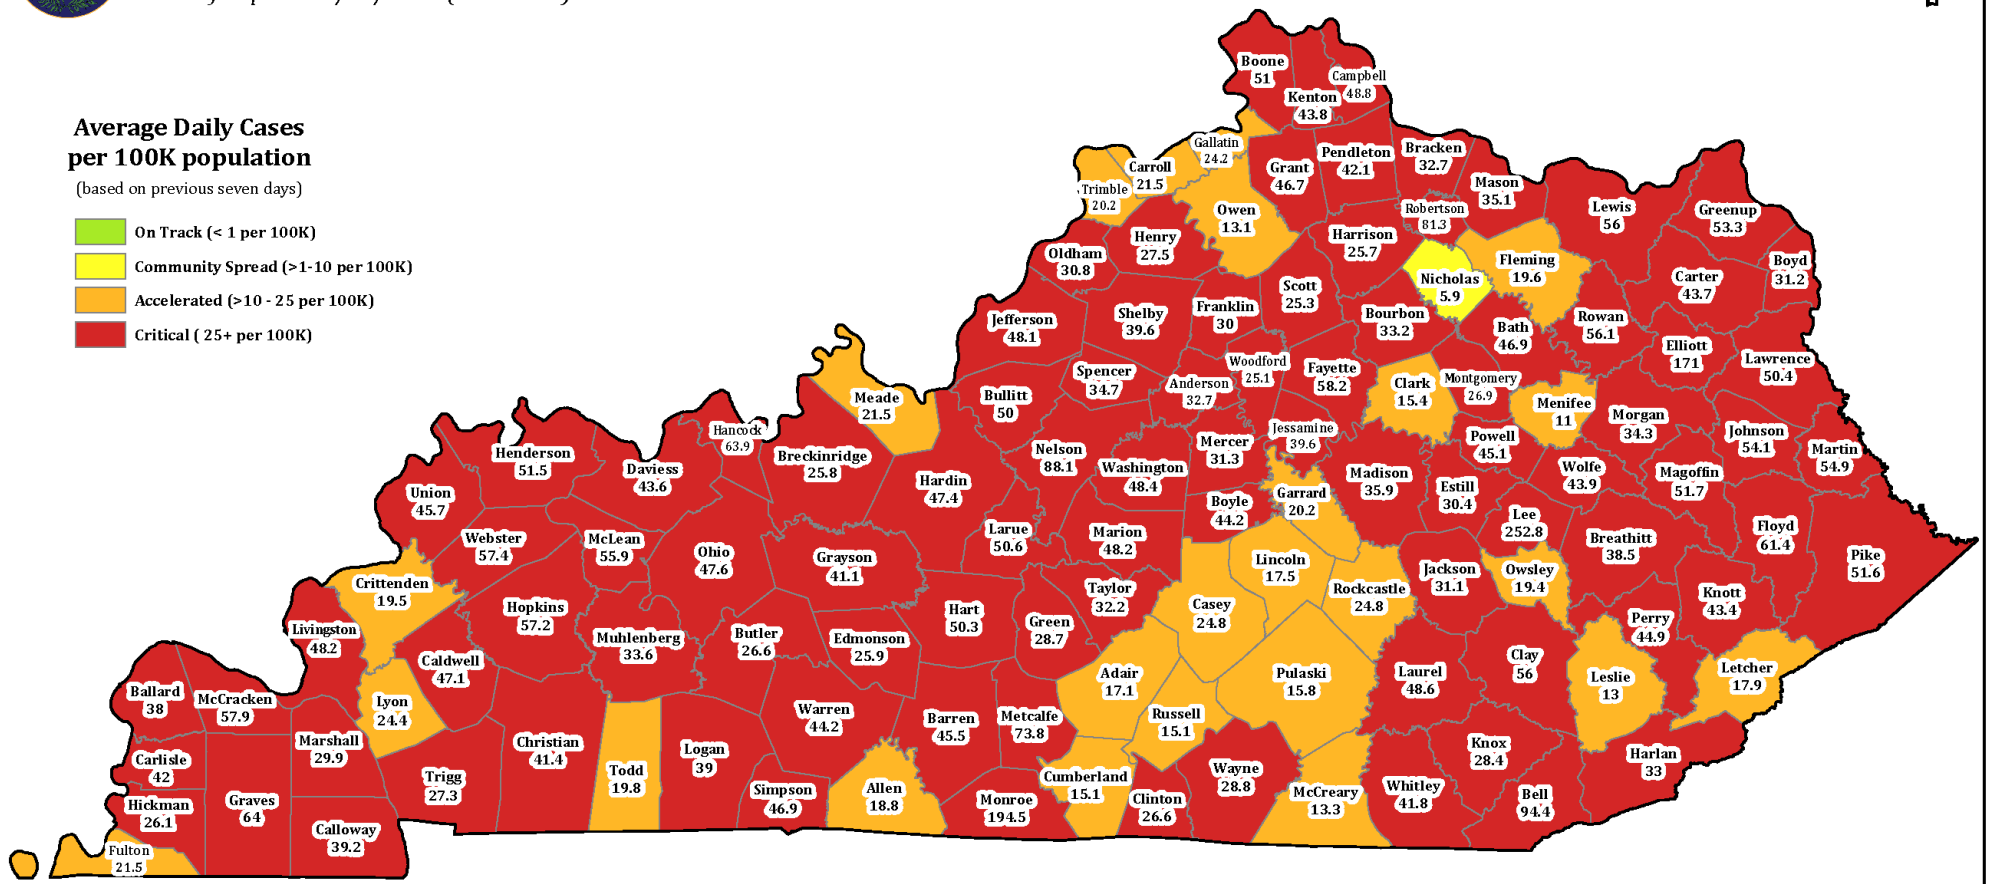 Average Daily Cases
per 100K population
(based on previous seven days)
On Track (< 1 per 100K)
Community Spread (>1-10 per 100K)
Accelerated (>10 - 25 per 100K)
Critical ( 25+ per 100K)
Boone
51
Campbell
48.8
Kenton
43.8
Gallatin
24.2
Carroll
21.5
Trimble
20.2
Grant
46.7
Pendleton
42.1
Bracken
32.7
Mason
35.1
Owen
13.1
Robertson
81.3
Lewis
56
Greenup
53.3
Henry
27.5
Oldham
30.8
Harrison
25.7
Nicholas
5.9
Fleming
19.6
Carter
43.7
Boyd
31.2
Jefferson
48.1
Shelby
39.6
Franklin
30
Scott
25.3
Bourbon
33.2
Bath
46.9
Rowan
56.1
Elliott
171
Lawrence
50.4
Meade
21.5
Bullitt
50
Spencer
34.7
Anderson
32.7
Woodford
25.1
Fayette
58.2
Clark
15.4
Montgomery
26.9
Menifee
11
Morgan
34.3
Johnson
54.1
Martin
54.9
Henderson
51.5
Daviess
43.6
Hancock
63.9
Breckinridge
25.8
Hardin
47.4
Nelson
88.1
Washington
48.4
Mercer
31.3
Jessamine
39.6
Madison
35.9
Powell
45.1
Estill
30.4
Wolfe
43.9
Magoffin
51.7
Union
45.7
Webster
57.4
McLean
55.9
Ohio
47.6
Grayson
41.1
Larue
50.6
Marion
48.2
Boyle
44.2
Garrard
20.2
Lee
252.8
Breathitt
38.5
Floyd
61.4
Pike
51.6
Crittenden
19.5
Hopkins
57.2
Muhlenberg
33.6
Butler
26.6
Edmonson
25.9
Hart
50.3
Green
28.7
Taylor
32.2
Casey
24.8
Lincoln
17.5
Rockcastle
24.8
Jackson
31.1
Owsley
19.4
Perry
44.9
Knott
43.4
Livingston
48.2
Caldwell
47.1
Lyon
24.4
Ballard
38
McCracken
57.9
Marshall
29.9
Carlisle
42
Hickman
26.1
Graves
64
Calloway
39.2
Fulton
21.5
Trigg
27.3
Christian
41.4
Todd
19.8
Logan
39
Simpson
46.9
Warren
44.2
Allen
18.8
Barren
45.5
Metcalfe
73.8
Monroe
194.5
Adair
17.1
Cumberland
15.1
Russell
15.1
Clinton
26.6
Pulaski
15.8
Wayne
28.8
McCreary
13.3
Laurel
48.6
Clay
56
Leslie
13
Letcher
17.9
Whitley
41.8
Knox
28.4
Bell
94.4
Harlan
33